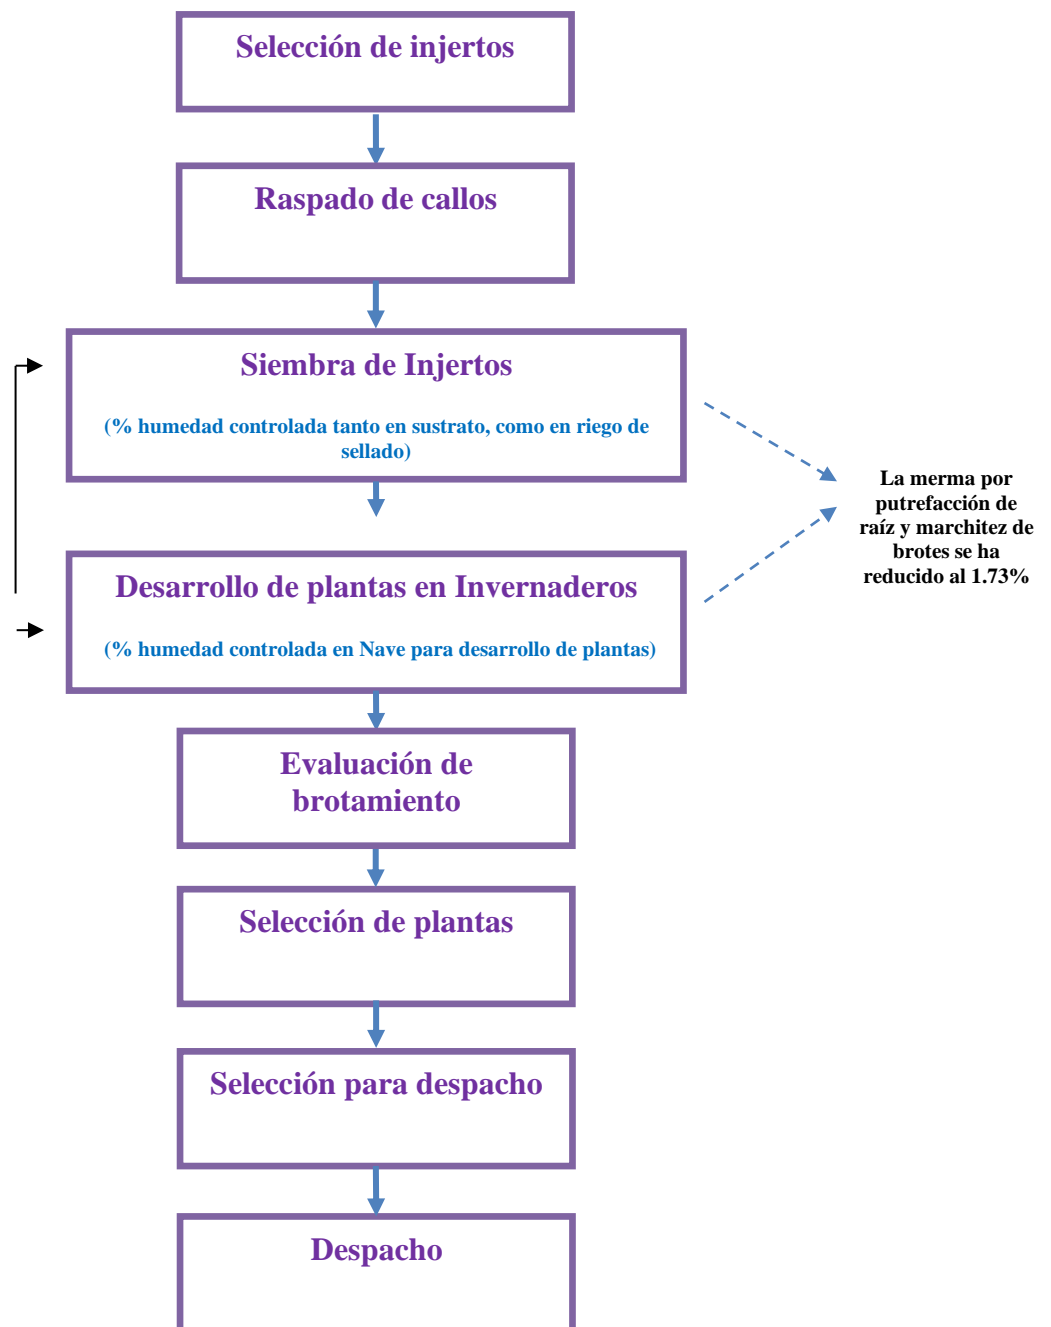 Selección de injertos
Raspado de callos
Siembra de Injertos
(% humedad controlada tanto en sustrato, como en riego de
sellado)
La merma por
putrefacción de
raíz y marchitez de
brotes se ha
reducido al 1.73%
Desarrollo de plantas en Invernaderos
(% humedad controlada en Nave para desarrollo de plantas)
Evaluación de
brotamiento
Selección de plantas
Selección para despacho
Despacho